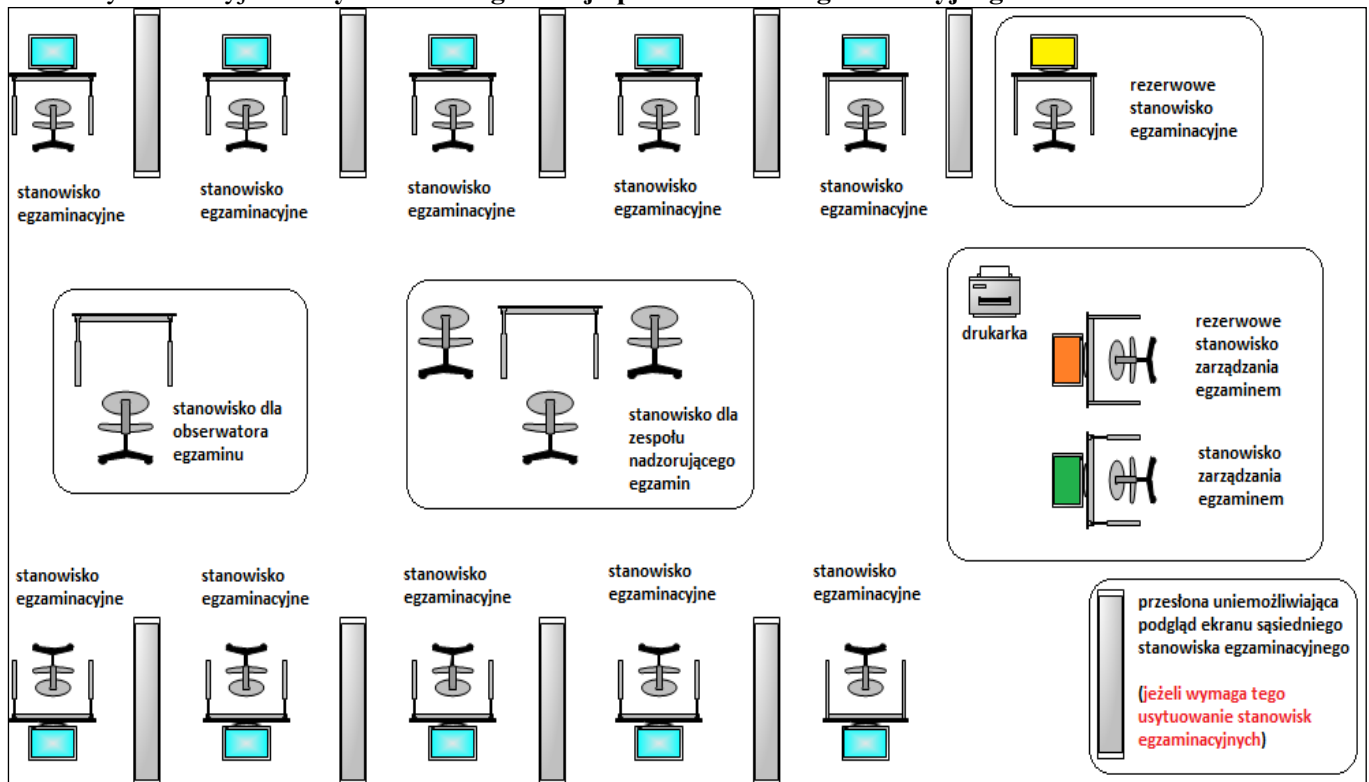 rezerwowe
stanowisko
egzaminacyjne
stanowisko
egzaminacyjne
stanowisko
egzaminacyjne
stanowisko
egzaminacyjne
stanowisko
egzaminacyjne
stanowisko
egzaminacyjne
drukarka
rezerwowe
stanowisko
zarządzania
egzaminem
stanowisko dla
obserwatora
egzaminu
stanowisko dla
zespołu
nadzorującego
egzamin
stanowisko
zarządzania
egzaminem
stanowisko
egzaminacyjne
stanowisko
egzaminacyjne
stanowisko
egzaminacyjne
stanowisko
egzaminacyjne
stanowisko
egzaminacyjne
przesłona uniemożliwiająca
podgląd ekranu sąsiedniego
stanowiska egzaminacyjnego
(jeżeli wymaga tego
usytuowanie stanowisk
egzaminacyjnych)